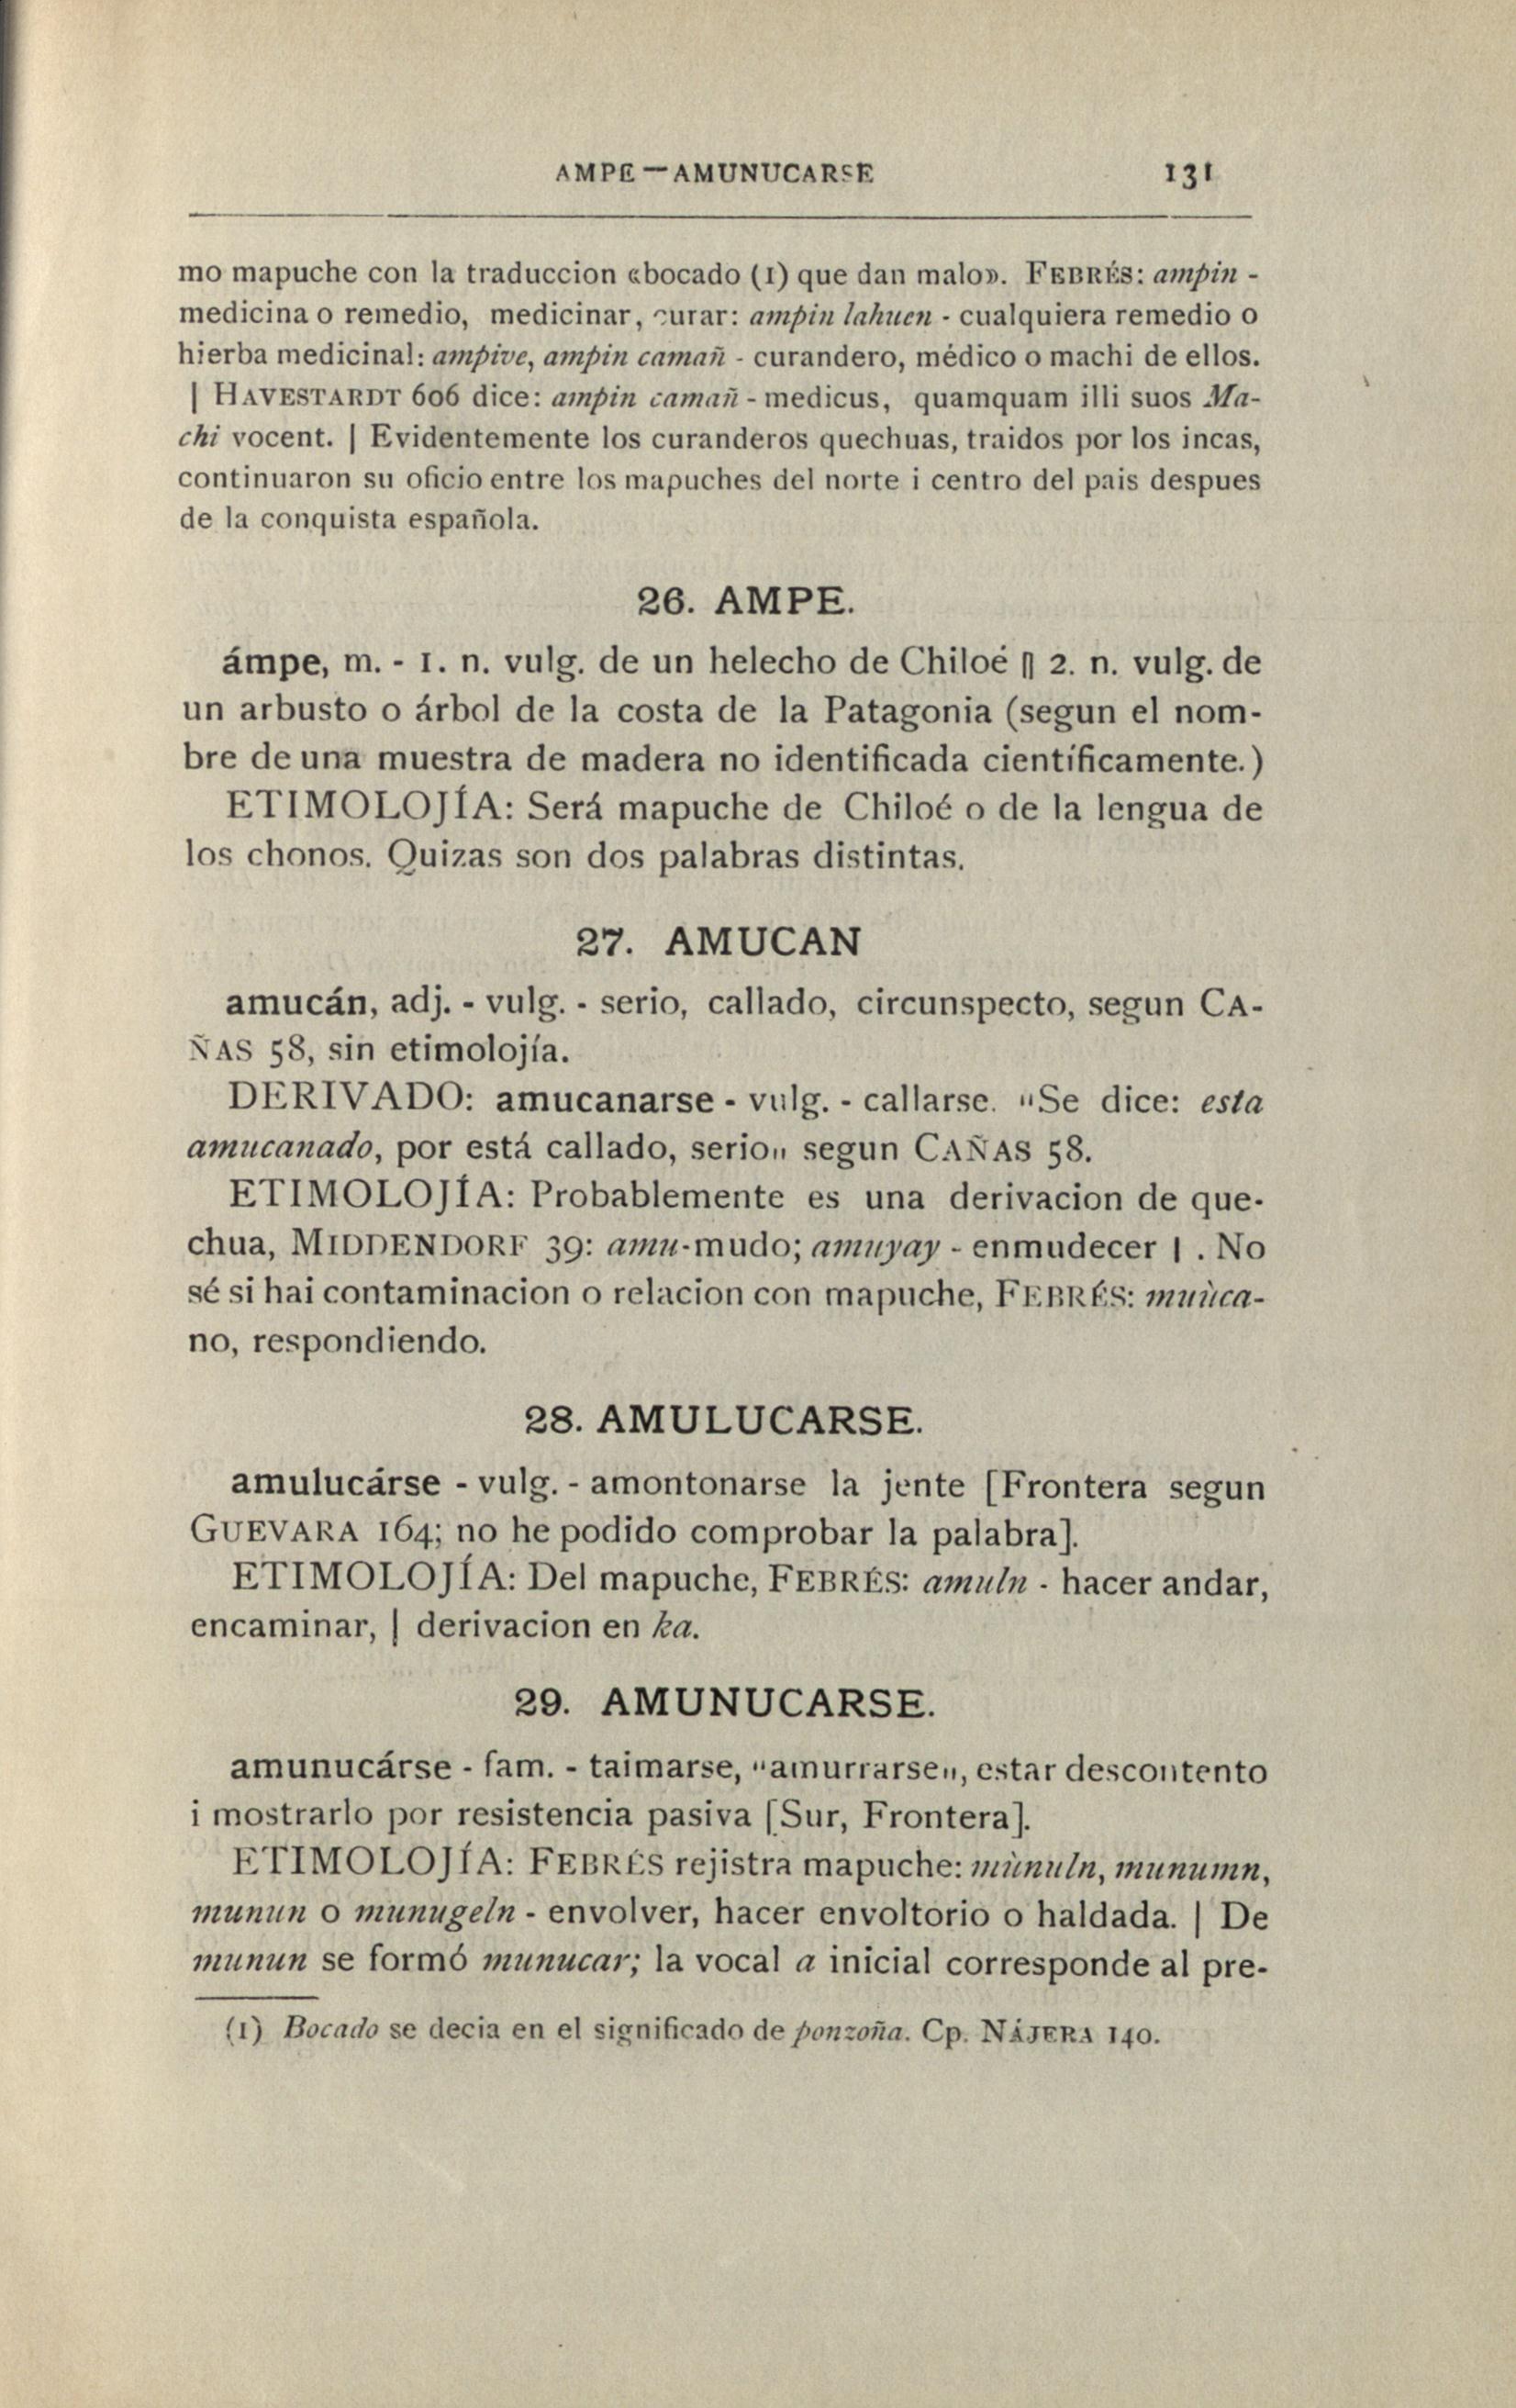 AMPE—AMUNUCARSE 131
mo mapuche con la traduccion «bocado (1) que dan malo». FEBRÉS: ampin -
medicina o remedio, medicinar, curar: ampin lahuen - cualquiera remedio o
hierba medicinal: ampive, ampin camañ - curandero, médico o machi de ellos.
| HAVESTARDT 606 dice: ampin camañ - medicus, quamquam illi suos Ma-
chi vocent. | Evidentemente los curanderos quechuas, traidos por los incas,
continuaron su oficio entre los mapuches del norte i centro del pais despues
de la conquista española.
26. AMPE.
ámpe, m. - 1. n. vulg. de un helecho de Chiloé || 2. n. vulg. de
un arbusto o árbol de la costa de la Patagonia (segun el nom-
bre de una muestra de madera no identificada científicamente.)
ETIMOLOJÍA: Será mapuche de Chiloé o de la lengua de
los chonos. Quizas son dos palabras distintas.
27. AMUCAN
amucán, adj. - vulg. - serio, callado, circunspecto, segun CA-
ÑAS 58, sin etimolojía.
DERIVADO: amucanarse - vulg. - callarse. "Se dice: esta
amucanado, por está callado, serio„ segun CAÑAS 58.
ETIMOLOJÍA: Probablemente es una derivacion de que-
chua, MIDDENDORF 39: amu-mudo; amuyay - enmudecer | . No
sé si hai contaminacion o relacion con mapuche, FEBRÉS: muùca-
no, respondiendo.
28. AMULUCARSE.
amulucárse - vulg. - amontonarse la jente [Frontera segun
GUEVARA 164; no he podido comprobar la palabra].
ETIMOLOJÍA: Del mapuche, FEBRÉS: amuln - hacer andar,
encaminar, | derivacion en ka.
29. AMUNUCARSE.
amunucárse - fam. - taimarse, "amurrarse„, estar descontento
i mostrarlo por resistencia pasiva [Sur, Frontera].
ETIMOLOJÍA: FEBRÉS rejistra mapuche: mùnuln, munumn,
munun o munugeln - envolver, hacer envoltorio o haldada. | De
munun se formó munucar; la vocal a inicial corresponde al pre-
(1) Bocado se decia en el significado de ponzoña. Cp. NÁJERA 140.